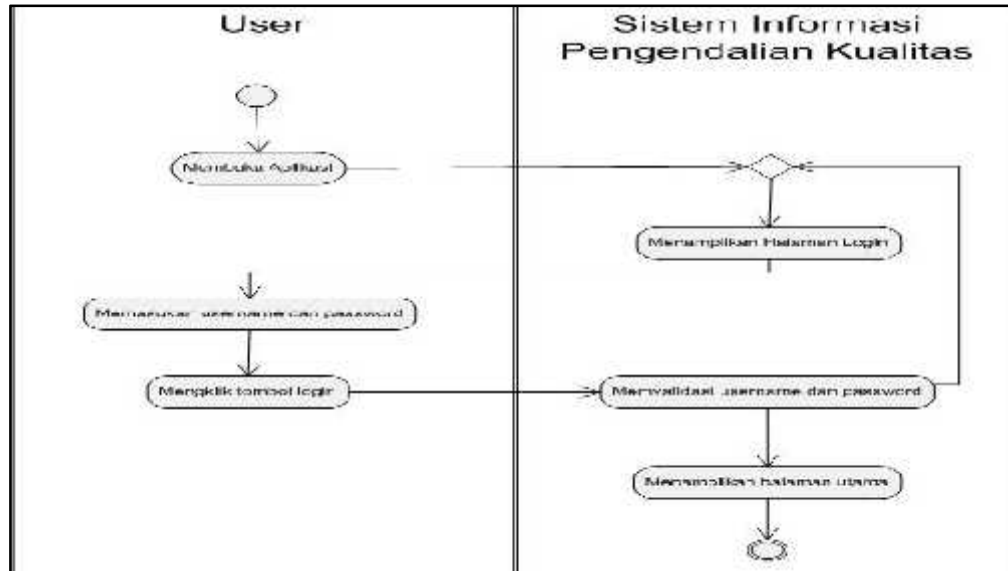 User
Sistem Informasi
Pengendalian Kualitas
Membuka Aplikasi
Menampilkan Halaman Login
Memasukan username dan password
Mengklik tombol login
Memvalidasi username dan password
Menampilkan halaman utama